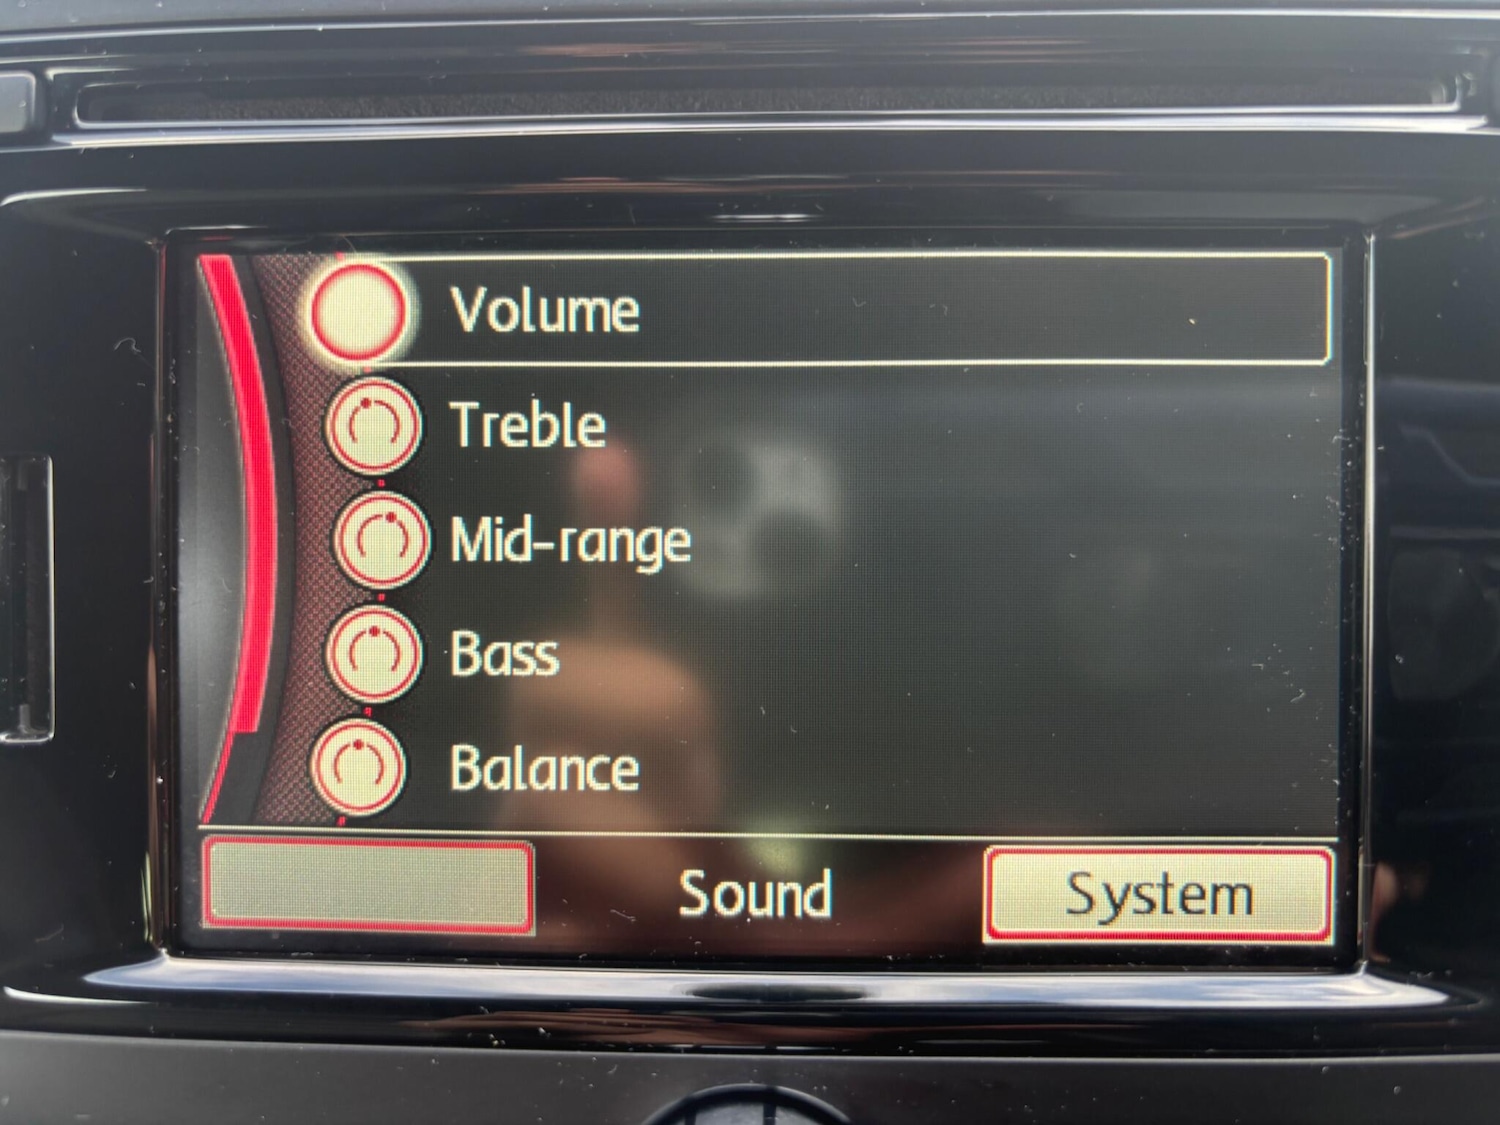 Volume
Treble
Mid-range
Bass
Balance
Sound
System